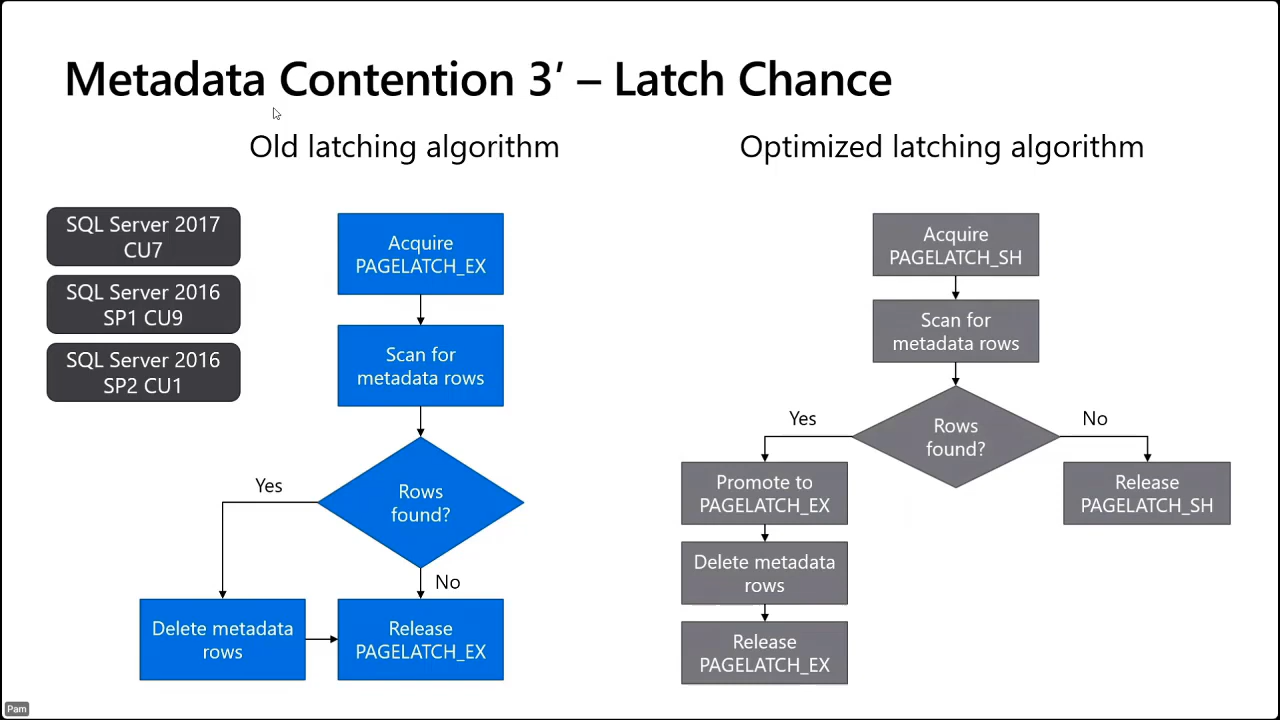 Metadata Contention 3’ – Latch Chance
Old latching algorithm
SQL Server 2017
CU7
SQL Server 2016
SP1 CU9
SQL Server 2016
SP2 CU1
Acquire
PAGELATCH_EX
Scan for
metadata rows
Rows
found?
Yes
No
Delete metadata
rows
Release
PAGELATCH_EX
Optimized latching algorithm
Acquire
PAGELATCH_SH
Scan for
metadata rows
Rows
found?
Yes
No
Promote to
PAGELATCH_EX
Delete metadata
rows
Release
PAGELATCH_EX
Release
PAGELATCH_SH
Pam